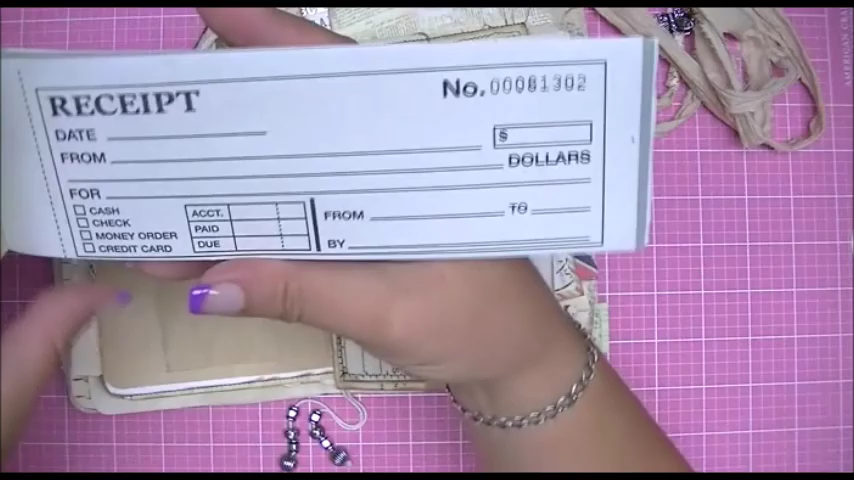 RECEIPT
No. 00081302
DATE
$
FROM
DOLLARS
FOR
CASH
CHECK
MONEY ORDER
CREDIT CARD
ACCT.
PAID
DUE
FROM TO
BY
AMERICAN